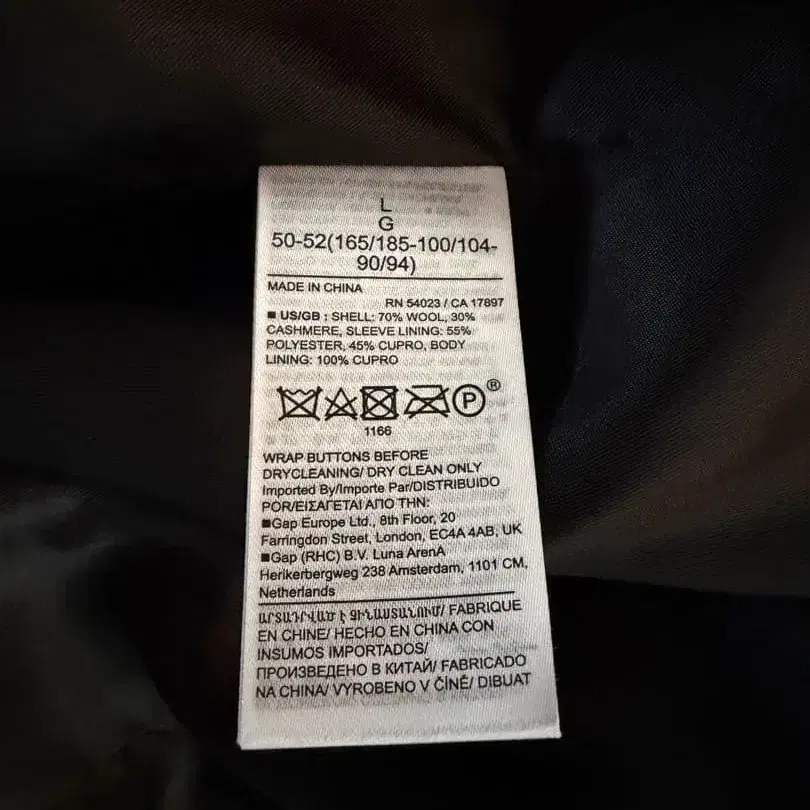 L
G
50-52(165/185-100/104-
90/94)
MADE IN CHINA
RN 54023 / CA 17897
■ US/GB : SHELL: 70% WOOL, 30%
CASHMERE, SLEEVE LINING: 55%
POLYESTER, 45% CUPRO, BODY
LINING: 100% CUPRO
P ®
1166
WRAP BUTTONS BEFORE
DRYCLEANING/ DRY CLEAN ONLY
Imported By/Importe Par/DISTRIBUIDO
POR/ΕΙΣΑΓΕΤΑΙ ΑΠΟ ΤΗΝ:
■Gap Europe Ltd., 8th Floor, 20
Farringdon Street, London, EC4A 4AB, UK
■Gap (RHC) B.V. Luna ArenA
Herikerbergweg 238 Amsterdam, 1101 CM,
Netherlands
ԱՐՏԱԴՐՎԱԾ Է ՉԻՆԱՍՏԱՆՈՒՄ/ FABRIQUE
EN CHINE/ HECHO EN CHINA CON
INSUMOS IMPORTADOS/
ПРОИЗВЕДЕНО В КИТАЙ/ FABRICADO
NA CHINA/ VYROBENO V ČÍNĚ/ DIBUAT